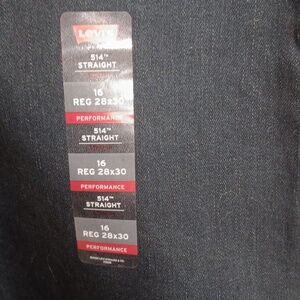 Levi's
514™
STRAIGHT
16
REG 28x30
PERFORMANCE
514™
STRAIGHT
16
REG 28x30
PERFORMANCE
514™
STRAIGHT
16
REG 28x30
PERFORMANCE